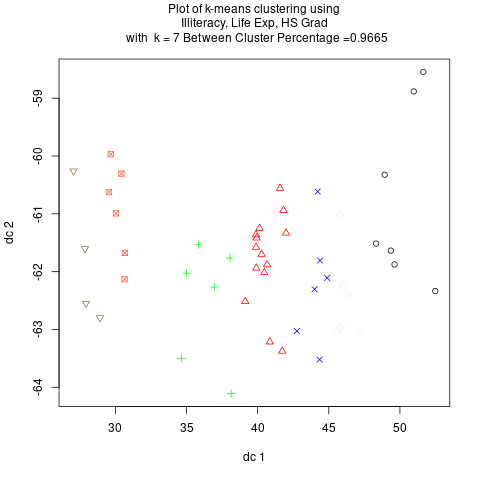 Plot of k-means clustering using
Illiteracy, Life Exp, HS Grad
with k = 7 Between Cluster Percentage =0.9665
-59
-60
-61
-62
-63
-64
dc 2
30 35 40 45 50
dc 1